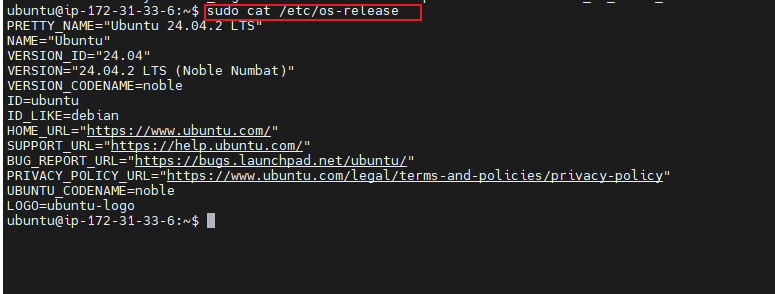 ubuntu@ip-172-31-33-6:~$ sudo cat /etc/os-release
PRETTY_NAME="Ubuntu 24.04.2 LTS"
NAME="Ubuntu"
VERSION_ID="24.04"
VERSION="24.04.2 LTS (Noble Numbat)"
VERSION_CODENAME=noble
ID=ubuntu
ID_LIKE=debian
HOME_URL="https://www.ubuntu.com/"
SUPPORT_URL="https://help.ubuntu.com/"
BUG_REPORT_URL="https://bugs.launchpad.net/ubuntu/"
PRIVACY_POLICY_URL="https://www.ubuntu.com/legal/terms-and-policies/privacy-policy"
UBUNTU_CODENAME=noble
LOGO=ubuntu-logo
ubuntu@ip-172-31-33-6:~$